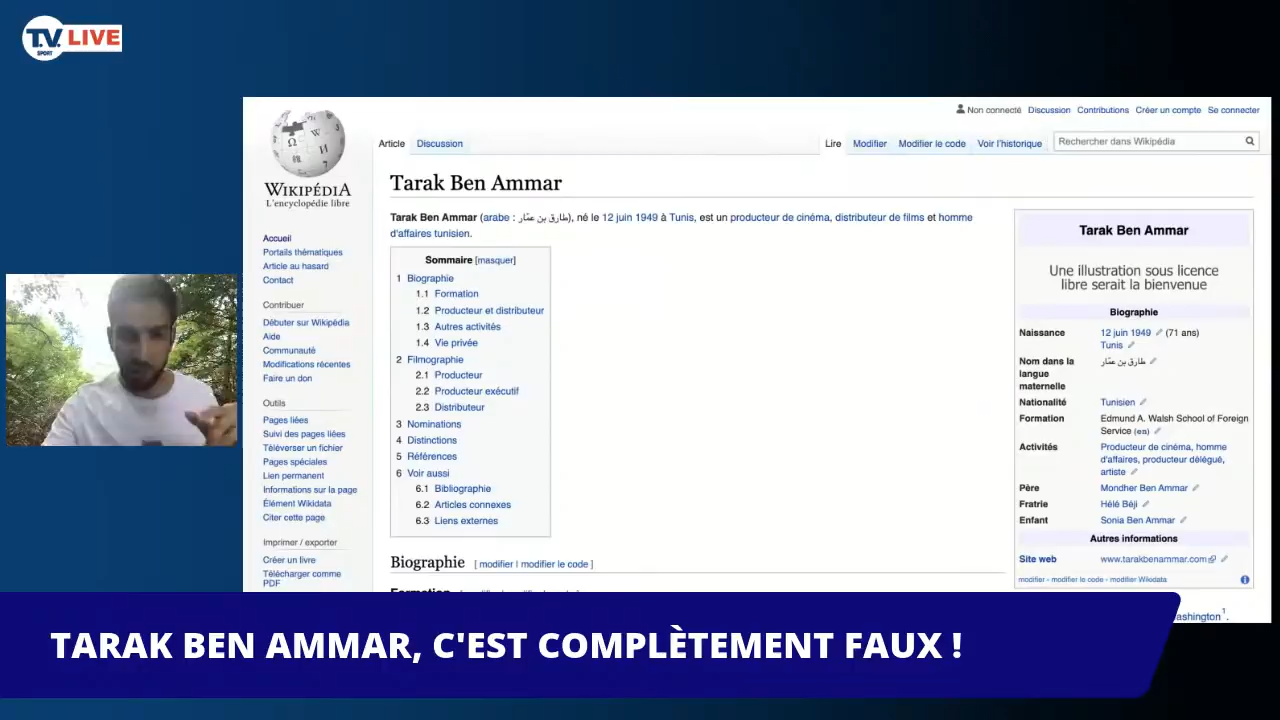 T.V. LIVE
SPORT
WIKIPÉDIA
L'encyclopédie libre
Accueil
Portails thématiques
Article au hasard
Contact
Contribuer
Débuter sur Wikipédia
Aide
Communauté
Modifications récentes
Faire un don
Outils
Pages liées
Suivi des pages liées
Téléverser un fichier
Pages spéciales
Lien permanent
Informations sur la page
Élément Wikidata
Citer cette page
Imprimer / exporter
Créer un livre
Télécharger comme
PDF
Non connecté Discussion Contributions Créer un compte Se connecter
Article Discussion
Lire Modifier Modifier le code Voir l'historique Rechercher dans Wikipédia
Tarak Ben Ammar
Tarak Ben Ammar (arabe : طارق بن عمّار), né le 12 juin 1949 à Tunis, est un producteur de cinéma, distributeur de films et homme
d'affaires tunisien.
Sommaire [masquer]
1 Biographie
1.1 Formation
1.2 Producteur et distributeur
1.3 Autres activités
1.4 Vie privée
2 Filmographie
2.1 Producteur
2.2 Producteur exécutif
2.3 Distributeur
3 Nominations
4 Distinctions
5 Références
6 Voir aussi
6.1 Bibliographie
6.2 Articles connexes
6.3 Liens externes
Biographie [ modifier | modifier le code ]
Tarak Ben Ammar
Une illustration sous licence
libre serait la bienvenue
Biographie
Naissance 12 juin 1949 (71 ans)
Tunis
Nom dans la طارق بن عمّار
langue
maternelle
Nationalité Tunisien
Formation Edmund A. Walsh School of Foreign
Service (en)
Activités Producteur de cinéma, homme
d'affaires, producteur délégué,
artiste
Père Mondher Ben Ammar
Fratrie Hélé Béji
Enfant Sonia Ben Ammar
Autres informations
Site web www.tarakbenammar.com
modifier - modifier le code - modifier Wikidata
ashington1.
TARAK BEN AMMAR, C'EST COMPLÈTEMENT FAUX !